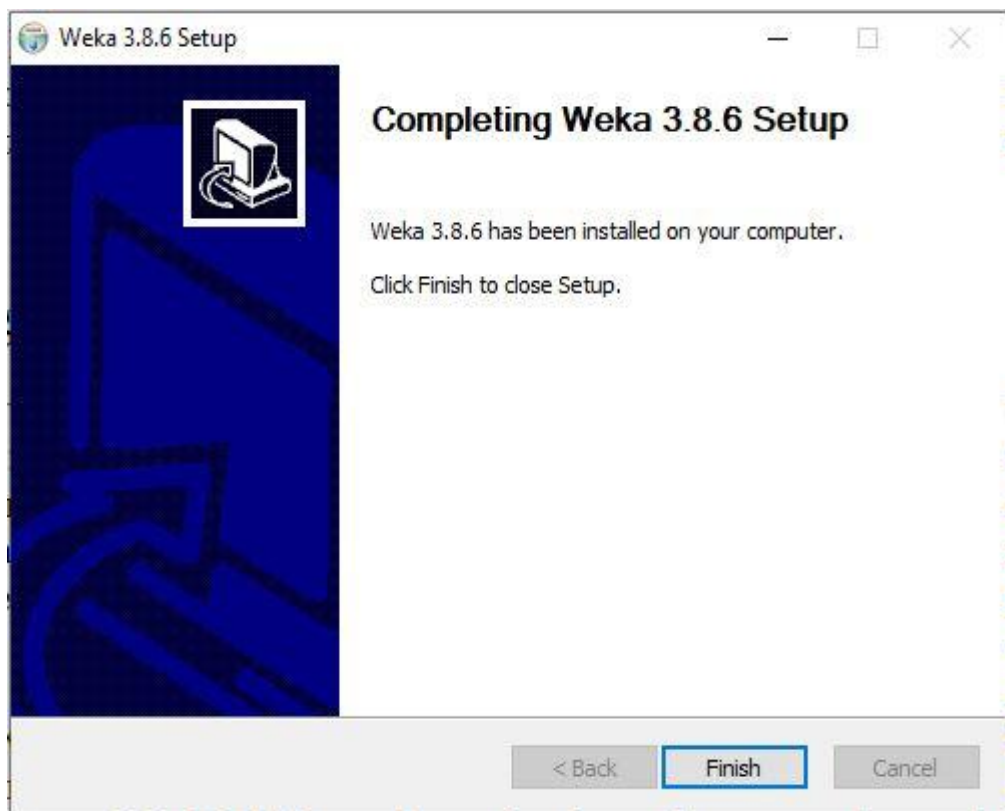 Weka 3.8.6 Setup
Completing Weka 3.8.6 Setup
Weka 3.8.6 has been installed on your computer.
Click Finish to close Setup.
< Back
Finish
Cancel